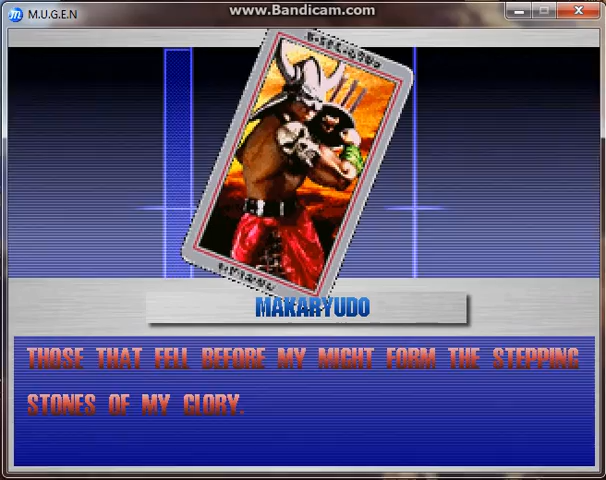 www.Bandicam.com
M.U.G.E.N
MAKARYUDO
THOSE THAT FELL BEFORE MY MIGHT FORM THE STEPPING
STONES OF MY GLORY.